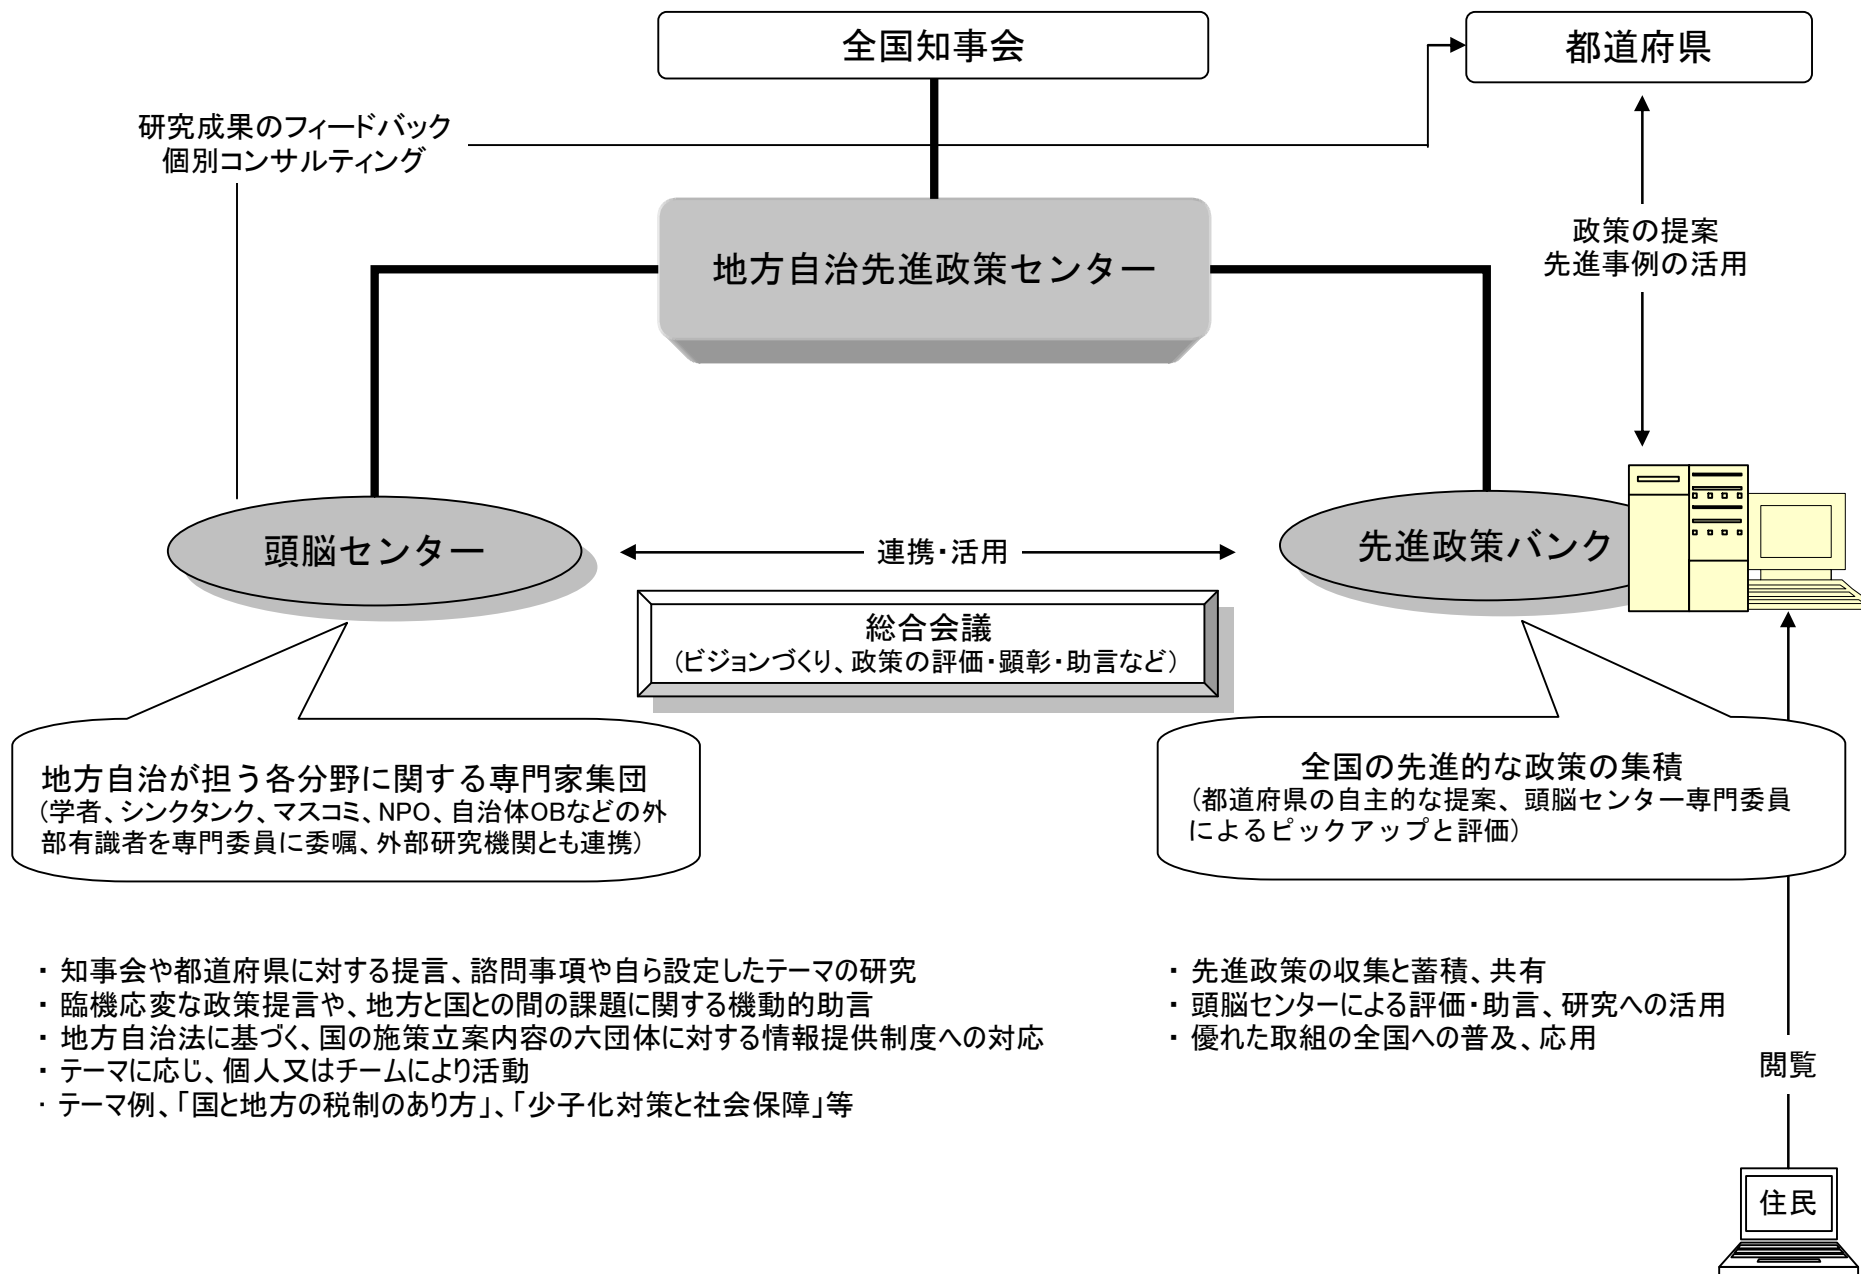 全国知事会
都道府県
研究成果のフィードバック
個別コンサルティング
地方自治先進政策センター
政策の提案
先進事例の活用
頭脳センター
連携・活用
先進政策バンク
総合会議
（ビジョンづくり、政策の評価・顕彰・助言など）
地方自治が担う各分野に関する専門家集団
（学者、シンクタンク、マスコミ、NPO、自治体OBなどの外
部有識者を専門委員に委嘱、外部研究機関とも連携）
全国の先進的な政策の集積
（都道府県の自主的な提案、頭脳センター専門委員
によるピックアップと評価）
・ 知事会や都道府県に対する提言、諮問事項や自ら設定したテーマの研究
・ 臨機応変な政策提言や、地方と国との間の課題に関する機動的助言
・ 地方自治法に基づく、国の施策立案内容の六団体に対する情報提供制度への対応
・ テーマに応じ、個人又はチームにより活動
・ テーマ例、「国と地方の税制のあり方」、「少子化対策と社会保障」等
・ 先進政策の収集と蓄積、共有
・ 頭脳センターによる評価・助言、研究への活用
・ 優れた取組の全国への普及、応用
閲覧
住民